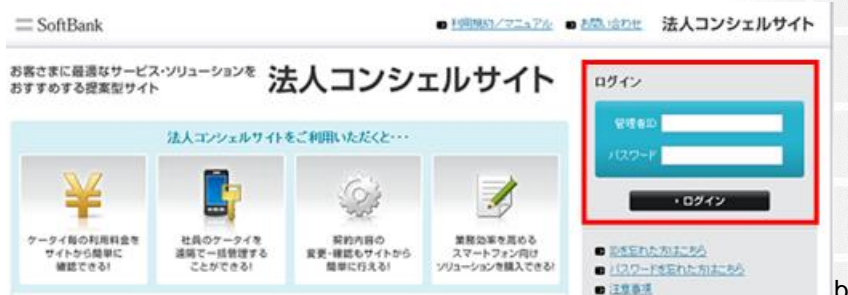 SoftBank
利用規約/マニュアル
お問い合わせ
法人コンシェルサイト
お客さまに最適なサービス・ソリューションを
おすすめする提案型サイト
法人コンシェルサイト
ログイン
管理者ID
パスワード
・ログイン
法人コンシェルサイトをご利用いただくと・・・
ケータイ毎の利用料金を
サイトから簡単に
確認できる!
社員のケータイを
遠隔で一括管理する
ことができる!
契約内容の
変更・確認もサイトから
簡単に行える!
業務効率を高める
スマートフォン向け
ソリューションを購入できる!
IDを忘れた方はこちら
パスワードを忘れた方はこちら
注意事項
b